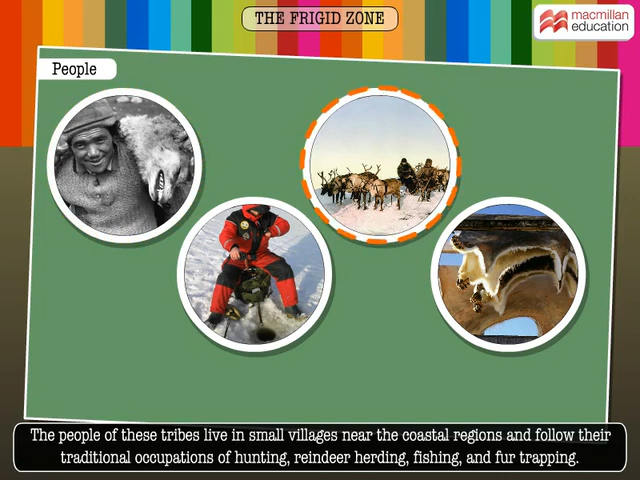 THE FRIGID ZONE
macmillan
education
People
The people of these tribes live in small villages near the coastal regions and follow their
traditional occupations of hunting, reindeer herding, fishing, and fur trapping.